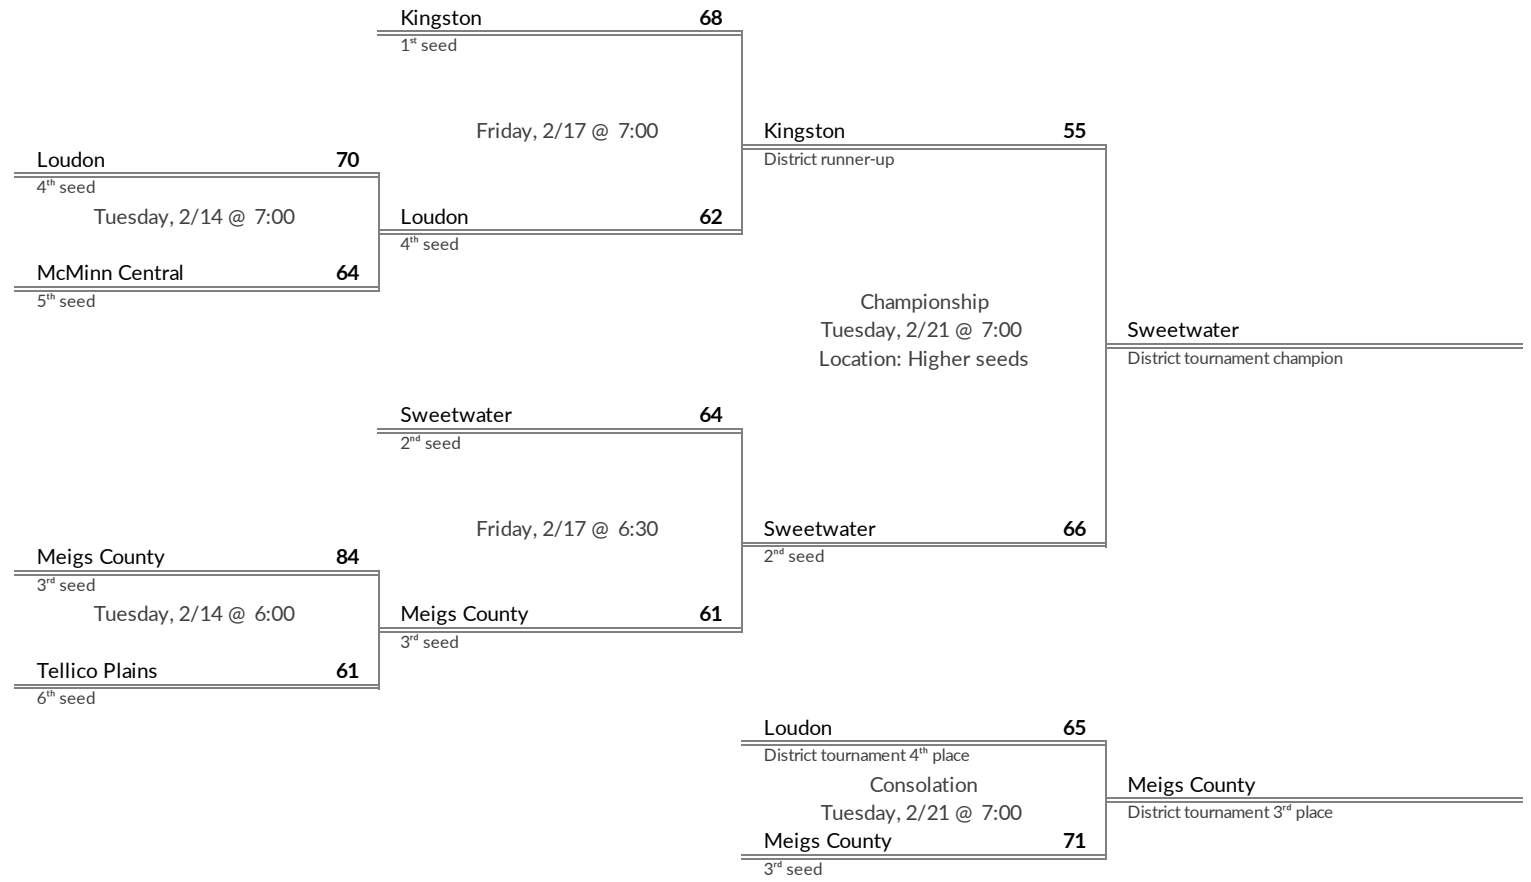 Kingston 68
1st seed
Friday, 2/17 @ 7:00
Kingston 55
District runner-up
Loudon 70
4th seed
Tuesday, 2/14 @ 7:00
Loudon 62
4th seed
McMinn Central 64
5th seed
Championship
Tuesday, 2/21 @ 7:00
Location: Higher seeds
Sweetwater
District tournament champion
Sweetwater 64
2nd seed
Friday, 2/17 @ 6:30
Sweetwater 66
2nd seed
Meigs County 84
3rd seed
Tuesday, 2/14 @ 6:00
Meigs County 61
3rd seed
Tellico Plains 61
6th seed
Loudon 65
District tournament 4th place
Consolation
Tuesday, 2/21 @ 7:00
Meigs County
District tournament 3rd place
Meigs County 71
3rd seed